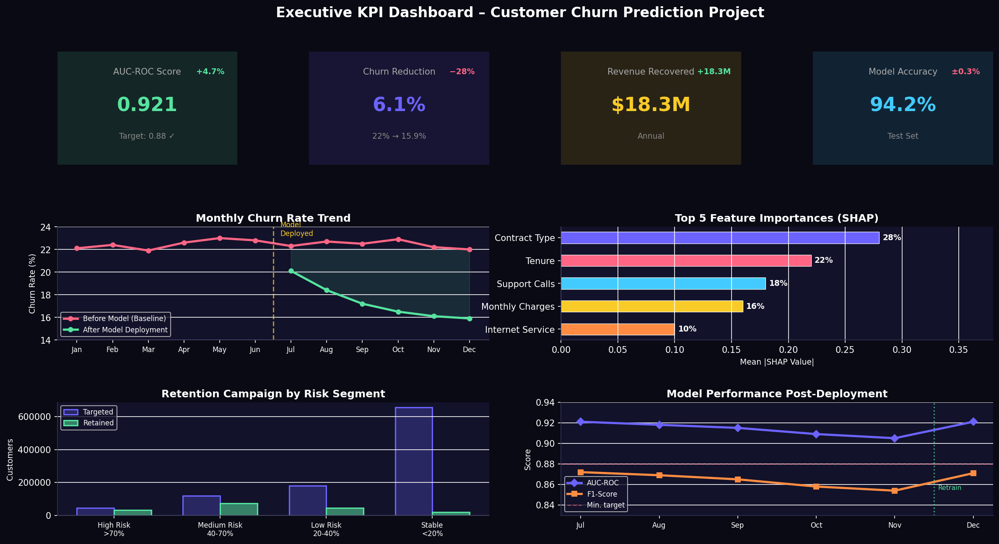 Executive KPI Dashboard – Customer Churn Prediction Project
AUC-ROC Score +4.7%
0.921
Target: 0.88 ✓
Churn Reduction −28%
6.1%
22% → 15.9%
Revenue Recovered +18.3M
$18.3M
Annual
Model Accuracy ±0.3%
94.2%
Test Set
Monthly Churn Rate Trend
Model
Deployed
Churn Rate (%)
24
22
20
18
16
14
Before Model (Baseline)
After Model Deployment
Jan Feb Mar Apr May Jun Jul Aug Sep Oct Nov Dec
Top 5 Feature Importances (SHAP)
Contract Type 28%
Tenure 22%
Support Calls 18%
Monthly Charges 16%
Internet Service 10%
0.00 0.05 0.10 0.15 0.20 0.25 0.30 0.35
Mean |SHAP Value|
Retention Campaign by Risk Segment
Customers
600000
400000
200000
0
Targeted
Retained
High Risk
>70%
Medium Risk
40-70%
Low Risk
20-40%
Stable
<20%
Model Performance Post-Deployment
Score
0.94
0.92
0.90
0.88
0.86
0.84
AUC-ROC
F1-Score
Min. target
Retrain
Jul Aug Sep Oct Nov Dec